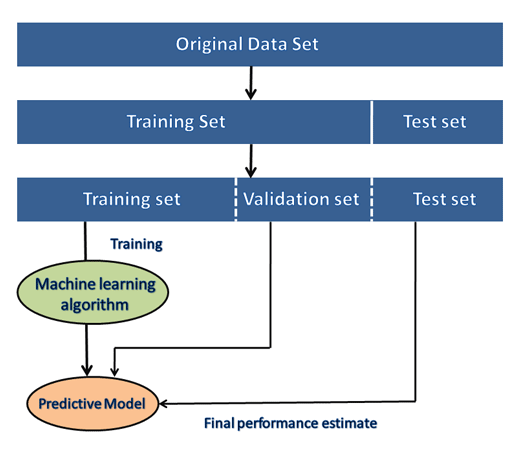 Original Data Set
Training Set
Test set
Training set
Validation set
Test set
Training
Machine learning
algorithm
Predictive Model
Final performance estimate